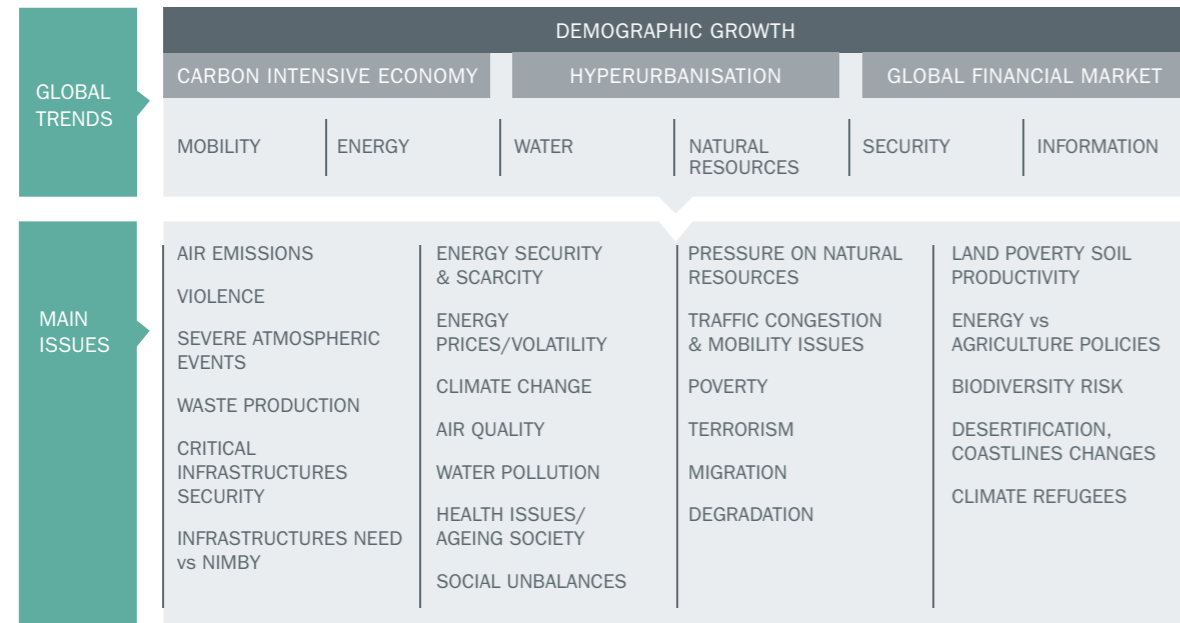 GLOBAL
TRENDS
DEMOGRAPHIC GROWTH
CARBON INTENSIVE ECONOMY
HYPERURBANISATION
GLOBAL FINANCIAL MARKET
MOBILITY
ENERGY
WATER
NATURAL
RESOURCES
SECURITY
INFORMATION
MAIN
ISSUES
AIR EMISSIONS
VIOLENCE
SEVERE ATMOSPHERIC
EVENTS
WASTE PRODUCTION
CRITICAL
INFRASTRUCTURES
SECURITY
INFRASTRUCTURES NEED
vs NIMBY
ENERGY SECURITY
& SCARCITY
ENERGY
PRICES/VOLATILITY
CLIMATE CHANGE
AIR QUALITY
WATER POLLUTION
HEALTH ISSUES/
AGEING SOCIETY
SOCIAL UNBALANCES
PRESSURE ON NATURAL
RESOURCES
TRAFFIC CONGESTION
& MOBILITY ISSUES
POVERTY
TERRORISM
MIGRATION
DEGRADATION
LAND POVERTY SOIL
PRODUCTIVITY
ENERGY vs
AGRICULTURE POLICIES
BIODIVERSITY RISK
DESERTIFICATION,
COASTLINES CHANGES
CLIMATE REFUGEES